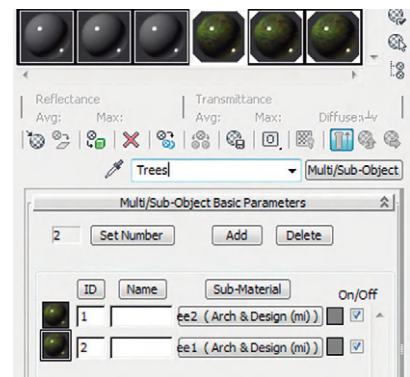 Reflectance Transmittance
Avg: Max: Avg: Max: Diffuse:
Trees Multi/Sub-Object
Multi/Sub-Object Basic Parameters
2 Set Number Add Delete
ID Name Sub-Material On/Off
1 ee2 ( Arch & Design (mi) )
2 ee1 ( Arch & Design (mi) )